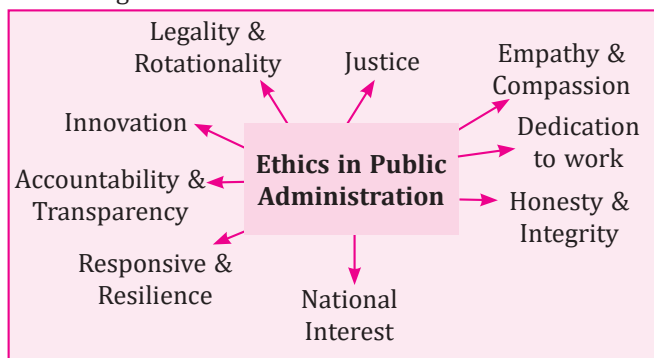 Legality &
Rotationality
Justice
Empathy &
Compassion
Innovation
Dedication
to work
Ethics in Public
Administration
Accountability &
Transparency
Honesty &
Integrity
Responsive &
Resilience
National
Interest